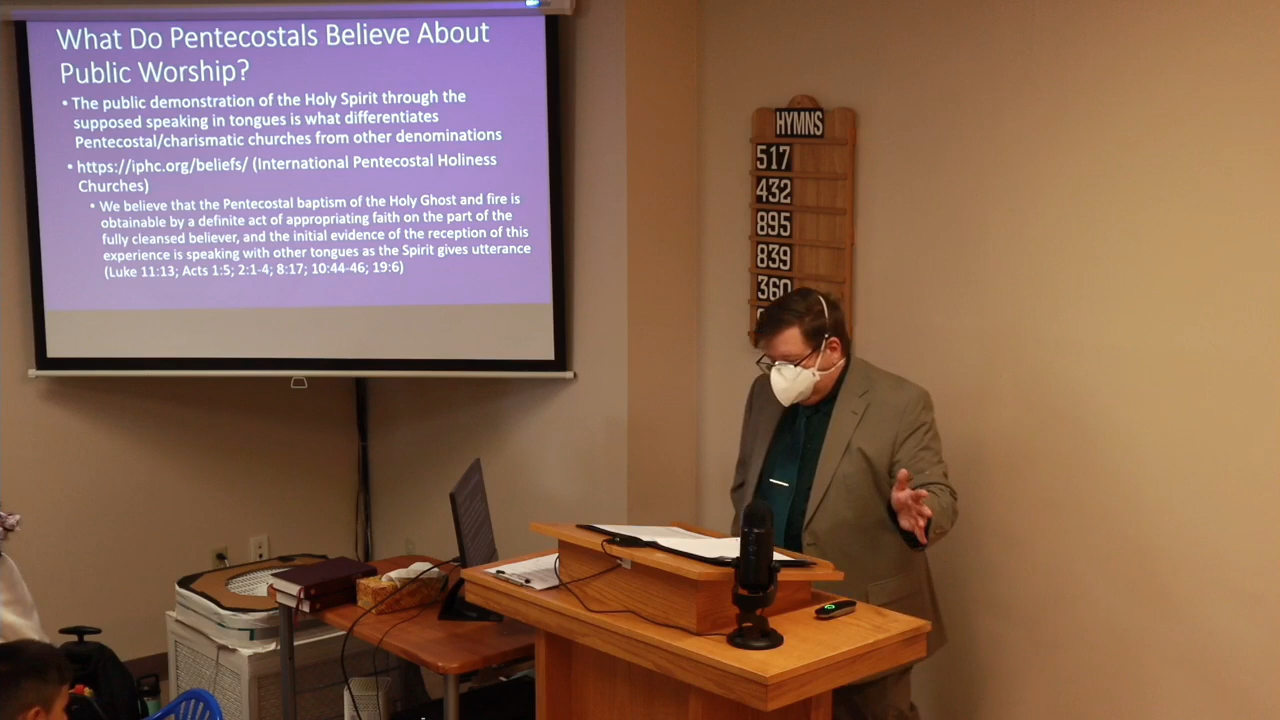 What Do Pentecostals Believe About
Public Worship?
• The public demonstration of the Holy Spirit through the
supposed speaking in tongues is what differentiates
Pentecostal/charismatic churches from other denominations
• https://iphc.org/beliefs/ (International Pentecostal Holiness
Churches)
• We believe that the Pentecostal baptism of the Holy Ghost and fire is
obtainable by a definite act of appropriating faith on the part of the
fully cleansed believer, and the initial evidence of the reception of this
experience is speaking with other tongues as the Spirit gives utterance
(Luke 11:13; Acts 1:5; 2:1-4; 8:17; 10:44-46; 19:6)
HYMNS
517
432
895
839
360